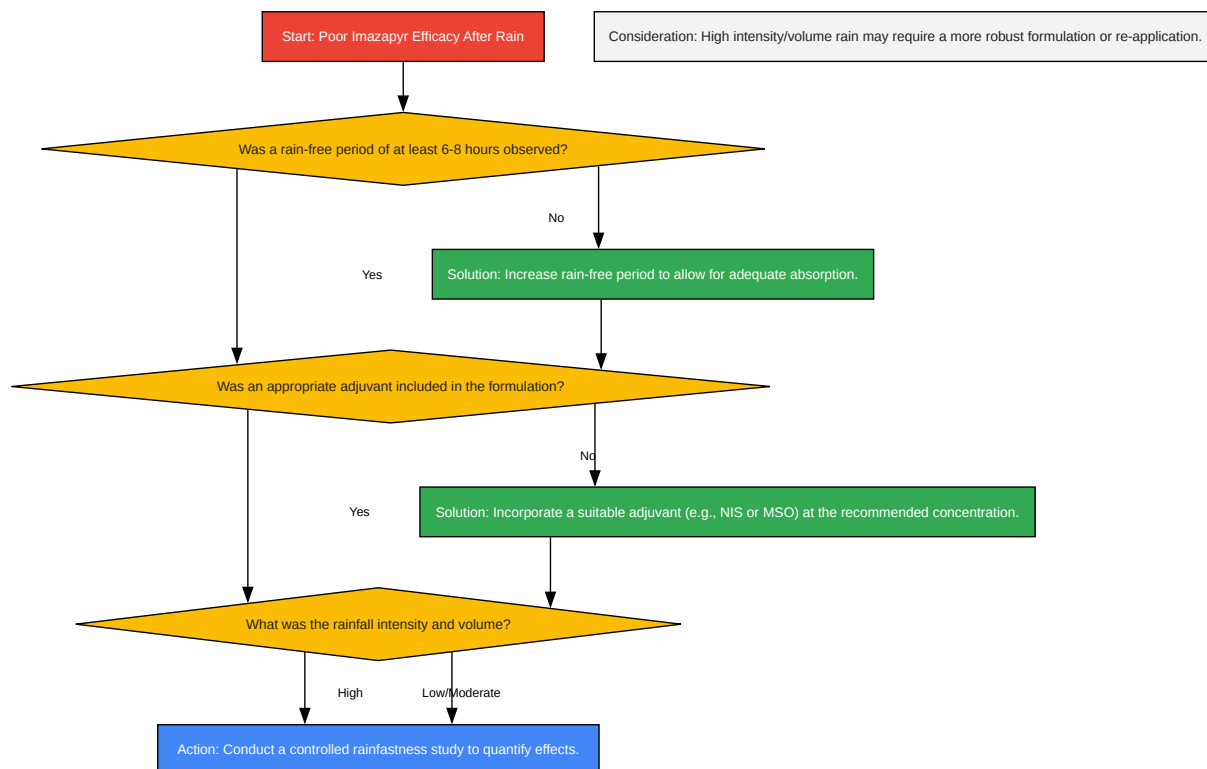 Start: Poor Imazapyr Efficacy After Rain
Consideration: High intensity/volume rain may require a more robust formulation or re-application.
Was a rain-free period of at least 6-8 hours observed?
No
Yes
Solution: Increase rain-free period to allow for adequate absorption.
Was an appropriate adjuvant included in the formulation?
No
Yes
Solution: Incorporate a suitable adjuvant (e.g., NIS or MSO) at the recommended concentration.
What was the rainfall intensity and volume?
High
Low/Moderate
Action: Conduct a controlled rainfastness study to quantify effects.